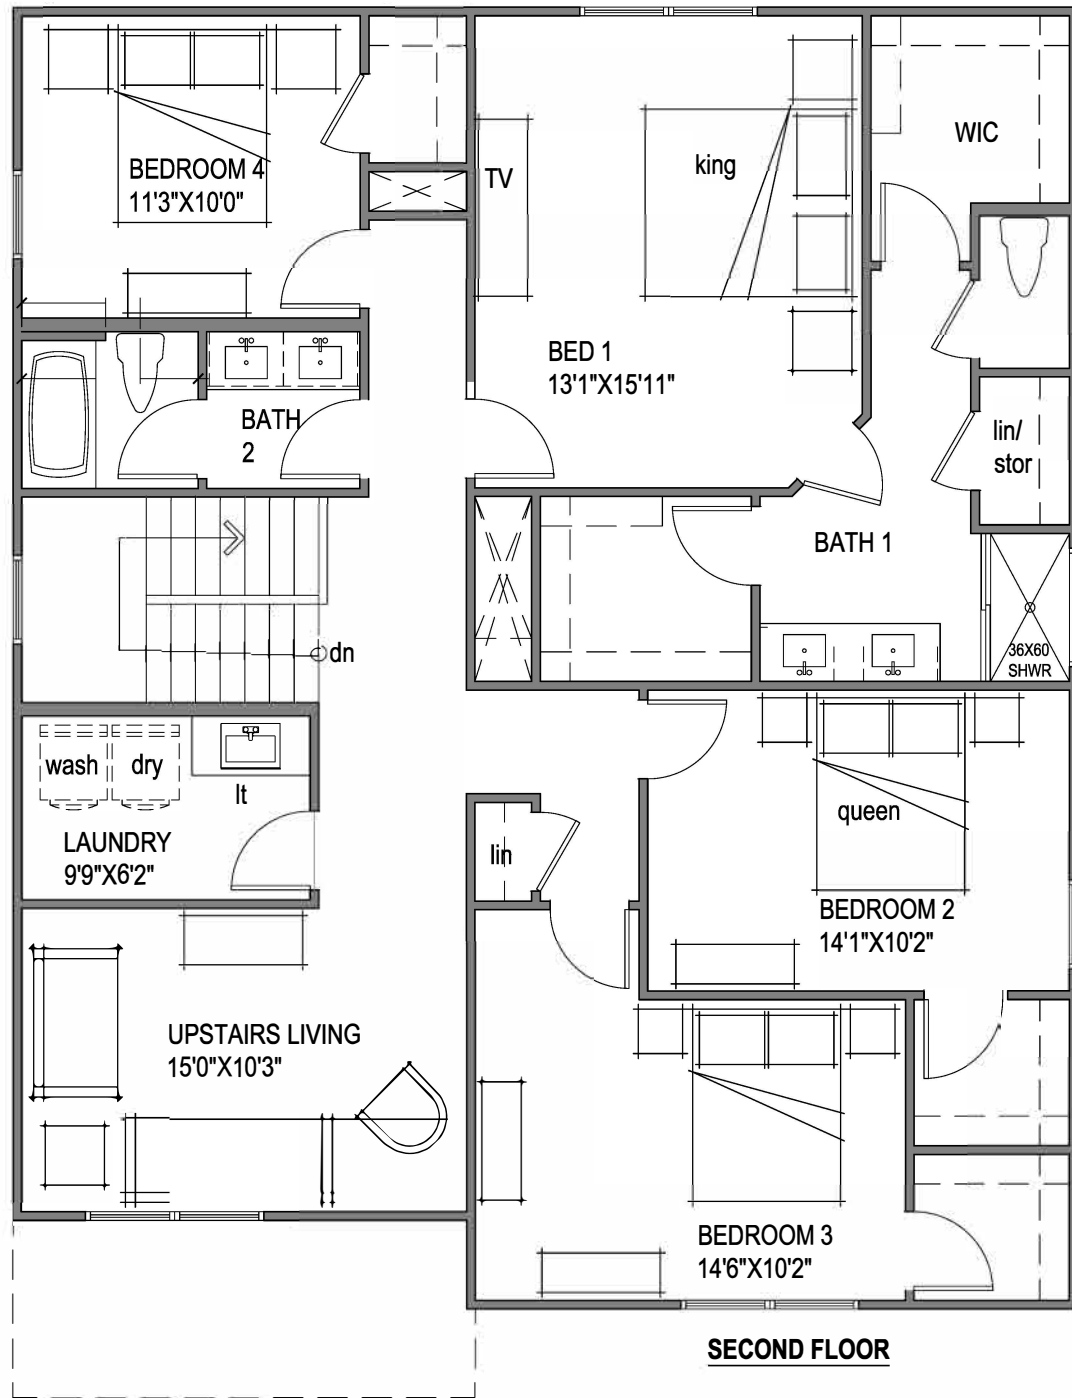 WIC
TV
king
BEDROOM 4
11'3"X10'0"
BED 1
13'1"X15'11"
BATH
2
lin/
stor
BATH 1
dn
36X60
SHWR
wash
dry
lt
queen
LAUNDRY
9'9"X6'2"
lin
BEDROOM 2
14'1"X10'2"
UPSTAIRS LIVING
15'0"X10'3"
BEDROOM 3
14'6"X10'2"
SECOND FLOOR